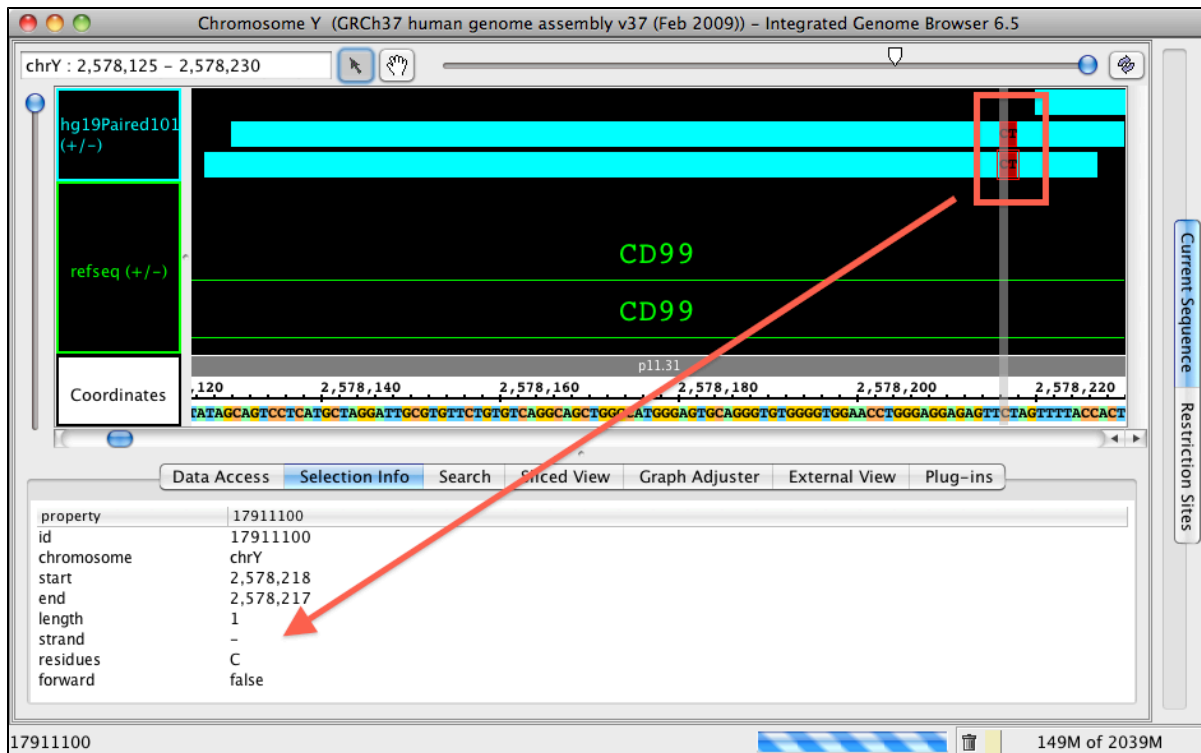 Chromosome Y (GRCh37 human genome assembly v37 (Feb 2009)) – Integrated Genome Browser 6.5
chrY : 2,578,125 – 2,578,230
hg19Paired101
(+/–)
CT
CT
refseq (+/–)
CD99
CD99
p11.31
Coordinates
,120 2,578,140 2,578,160 2,578,180 2,578,200 2,578,220
TATAGCAGTCCTCATGCTAGGATTGCGTGTTCTGTGTCAGGCAGCTGGGCATGGGAGTGCAGGGTGTGGGGTGGAACCTGGGAGGAGAGTTCTAGTTTTACCACT
Current Sequence
Restriction Sites
Data Access Selection Info Search Sliced View Graph Adjuster External View Plug-ins
property 17911100
id 17911100
chromosome chrY
start 2,578,218
end 2,578,217
length 1
strand –
residues C
forward false
17911100 149M of 2039M